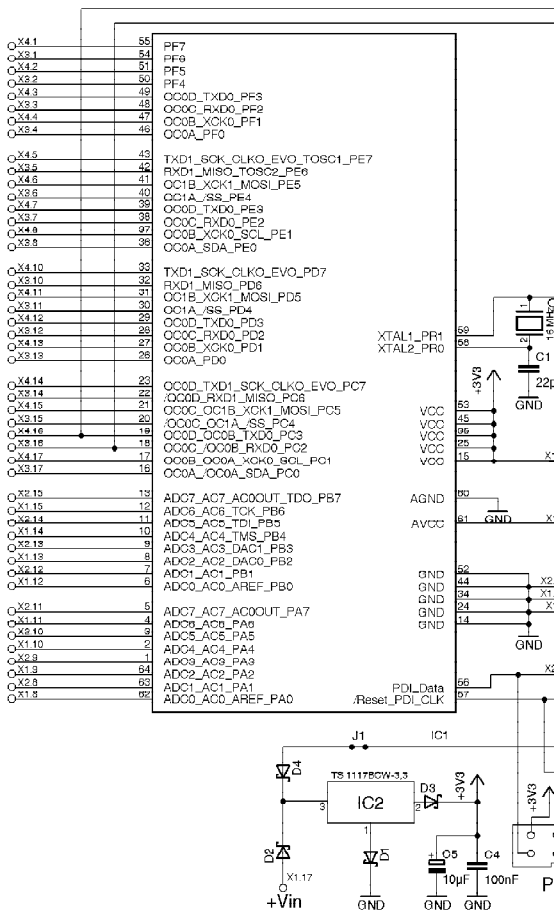 X4.1 55 PF7
X3.1 54 PF6
X4.2 51 PF5
X3.2 50 PF4
X4.3 49 OC0D_TXD0_PF3
X3.3 48 OC0C_RXD0_PF2
X4.4 47 OC0B_XCK0_PF1
X3.4 46 OC0A_PF0
X4.5 43 TXD1_SCK_CLKO_EVO_TOSC1_PE7
X3.5 42 RXD1_MISO_TOSC2_PE6
X4.6 41 OC1B_XCK1_MOSI_PE5
X3.6 40 OC1A_/SS_PE4
X4.7 39 OC0D_TXD0_PE3
X3.7 38 OC0C_RXD0_PE2
X4.8 37 OC0B_XCK0_SCL_PE1
X3.8 36 OC0A_SDA_PE0
X4.10 33 TXD1_SCK_CLKO_EVO_PD7
X3.10 32 RXD1_MISO_PD6
X4.11 31 OC1B_XCK1_MOSI_PD5
X3.11 30 OC1A_/SS_PD4
X4.12 29 OC0D_TXD0_PD3
X3.12 28 OC0C_RXD0_PD2
X4.13 27 OC0B_XCK0_PD1
X3.13 26 OC0A_PD0
59 XTAL1_PR1
58 XTAL2_PR0
1
2
16 MHz
C1
22p
GND
+3V3
X4.14 23 OC0D_TXD1_SCK_CLKO_EVO_PC7
X3.14 22 /OC0D_RXD1_MISO_PC6
X4.15 21 OC0C_OC1B_XCK1_MOSI_PC5
X3.15 20 /OC0C_OC1A_/SS_PC4
X4.16 19 OC0D_OC0B_TXD0_PC3
X3.16 18 OC0C_/OC0B_RXD0_PC2
X4.17 17 OC0B_OC0A_XCK0_SCL_PC1
X3.17 16 OC0A_/OC0A_SDA_PC0
VCC 53
VCC 45
VCC 35
VCC 25
VCC 15 X1
X2.15 13 ADC7_AC7_AC0OUT_TDO_PB7
X1.15 12 ADC6_AC6_TCK_PB6
X2.14 11 ADC5_AC5_TDI_PB5
X1.14 10 ADC4_AC4_TMS_PB4
X2.13 9 ADC3_AC3_DAC1_PB3
X1.13 8 ADC2_AC2_DAC0_PB2
X2.12 7 ADC1_AC1_PB1
X1.12 6 ADC0_AC0_AREF_PB0
AGND 60
GND
AVCC 61 X1
GND 52
GND 44 X2.
GND 34 X1.
GND 24 X1
GND 14
GND
X2.11 5 ADC7_AC7_AC0OUT_PA7
X1.11 4 ADC6_AC6_PA6
X2.10 3 ADC5_AC5_PA5
X1.10 2 ADC4_AC4_PA4
X2.9 1 ADC3_AC3_PA3
X1.9 64 ADC2_AC2_PA2
X2.8 63 ADC1_AC1_PA1
X1.8 62 ADC0_AC0_AREF_PA0
PDI_Data 56 X2
/Reset_PDI_CLK 57
J1
IC1
D4
TS1117BCW-3,3
D3
+3V3
3 IC2 2
1
D2
X1.17
+Vin
D1
GND
C5
10µF
GND
C4
100nF
GND
+3V3
P